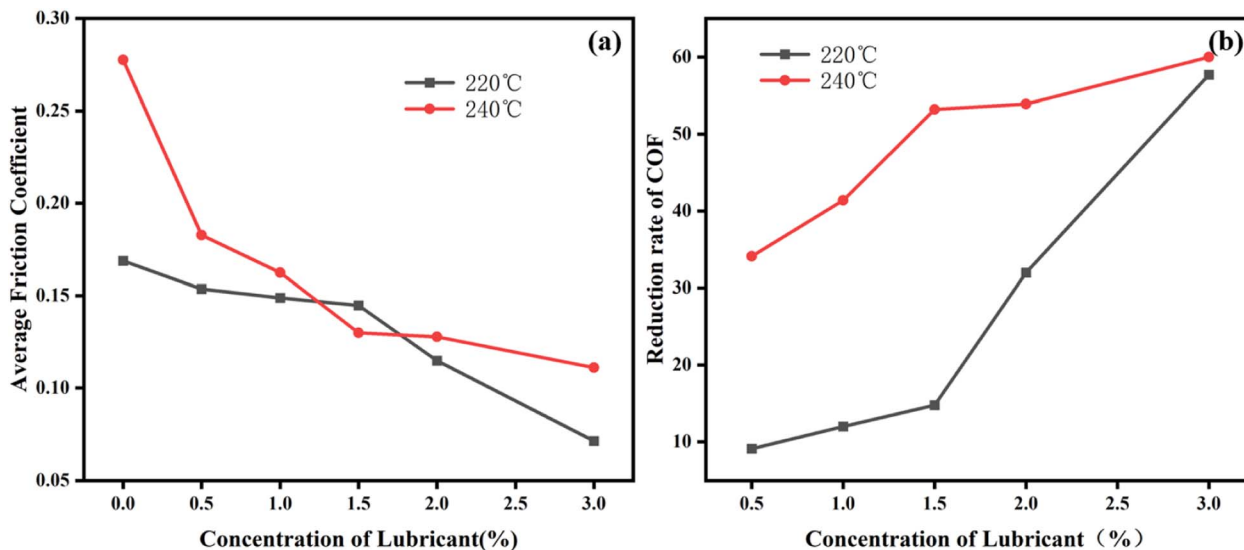 (a)
220℃
240℃
Average Friction Coefficient
0.30
0.25
0.20
0.15
0.10
0.05
0.0 0.5 1.0 1.5 2.0 2.5 3.0
Concentration of Lubricant(%)
(b)
220℃
240℃
Reduction rate of COF
60
50
40
30
20
10
0.5 1.0 1.5 2.0 2.5 3.0
Concentration of Lubricant（%）